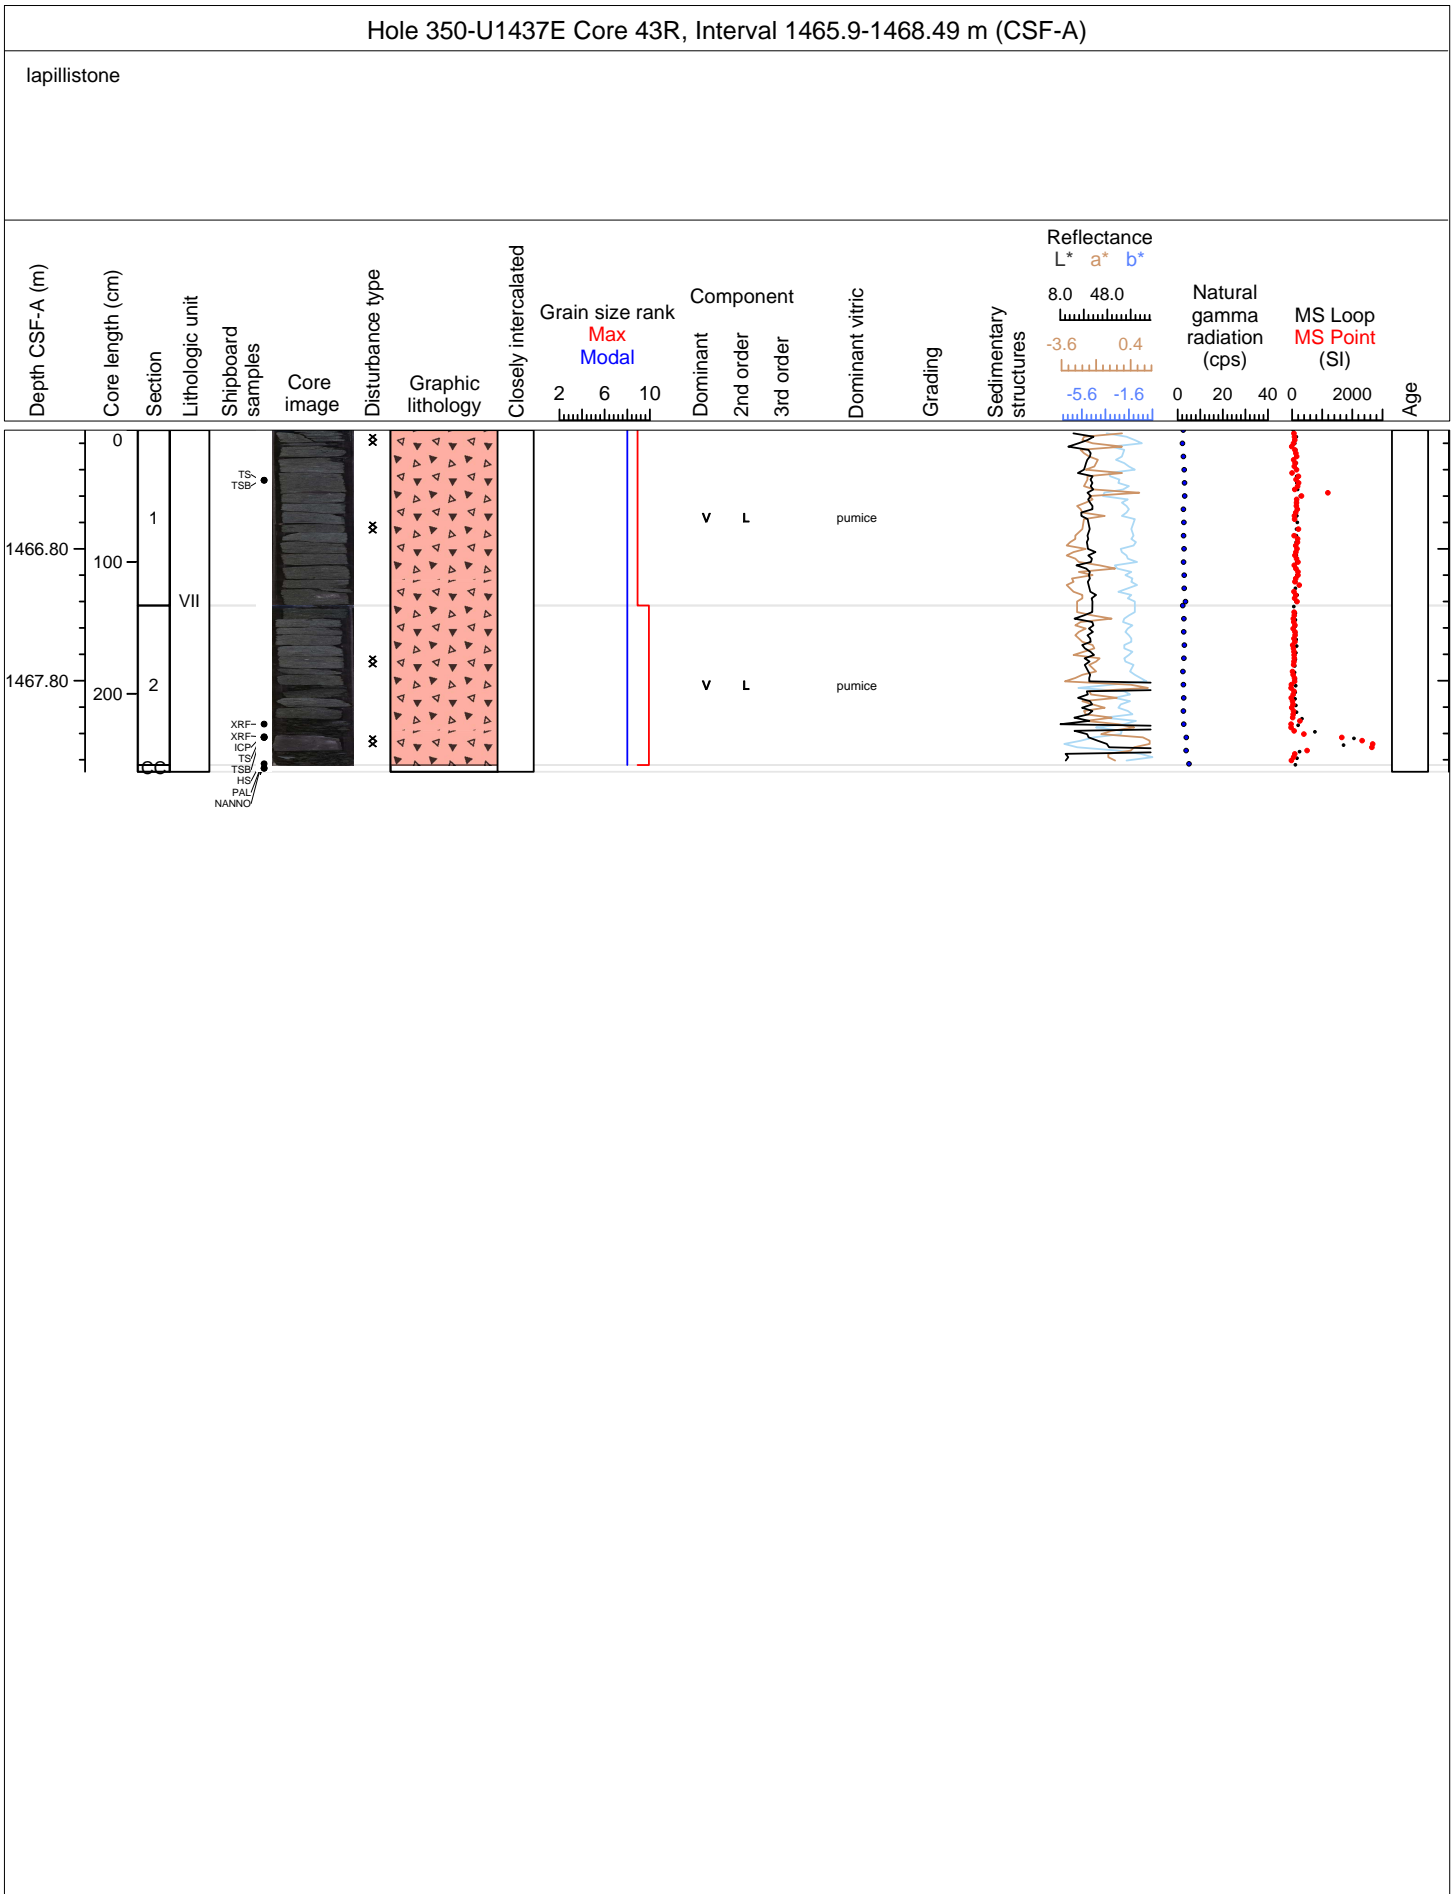 Hole 350-U1437E Core 43R, Interval 1465.9-1468.49 m (CSF-A)
lapillistone
Depth CSF-A (m)
Core length (cm)
Section
Lithologic unit
Shipboard
samples
Core
image
Disturbance type
Graphic
lithology
Closely intercalated
Grain size rank
Max
Modal
2 6 10
Component
Dominant
2nd order
3rd order
Dominant vitric
Grading
Sedimentary
structures
Reflectance
L* a* b*
8.0 48.0
-3.6 0.4
-5.6 -1.6
Natural
gamma
radiation
(cps)
0 20 40
MS Loop
MS Point
(SI)
0 2000
Age
0
TS
TSB
1
V L pumice
1466.80
100
VII
1467.80
200
2
V L pumice
XRF
XRF
ICP
TS
TSB
CC
HS
PAL
NANNO